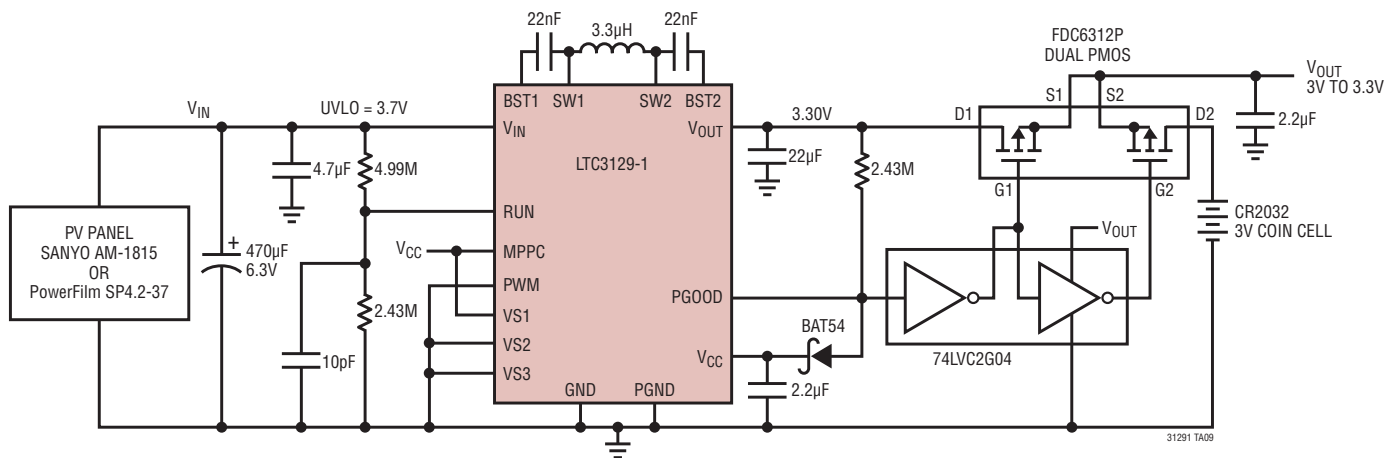 22nF
3.3µH
22nF
FDC6312P
DUAL PMOS
VOUT
3V TO 3.3V
VIN
UVLO = 3.7V
BST1
SW1
SW2
BST2
S1
S2
VIN
VOUT
3.30V
D1
D2
2.2µF
LTC3129-1
4.7µF
4.99M
22µF
2.43M
G1
G2
RUN
PV PANEL
SANYO AM-1815
OR
PowerFilm SP4.2-37
+
470µF
6.3V
VCC
MPPC
VOUT
CR2032
3V COIN CELL
PWM
PGOOD
2.43M
VS1
BAT54
VS2
VCC
74LVC2G04
10pF
VS3
GND
PGND
2.2µF
31291 TA09